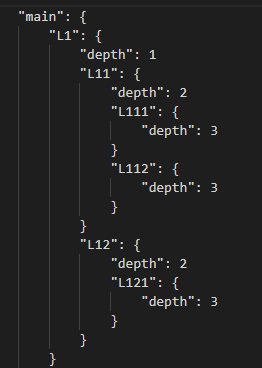 "main": {
    "L1": {
        "depth": 1
        "L11": {
            "depth": 2
            "L111": {
                "depth": 3
            }
            "L112": {
                "depth": 3
            }
        }
        "L12": {
            "depth": 2
            "L121": {
                "depth": 3
            }
        }
    }